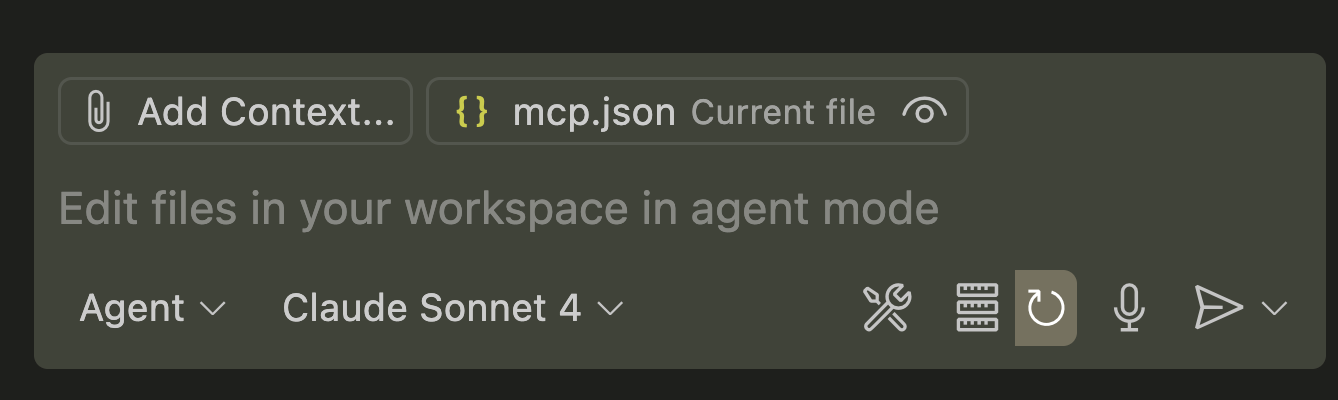 Add Context...
{ } mcp.json Current file
Edit files in your workspace in agent mode
Agent Claude Sonnet 4